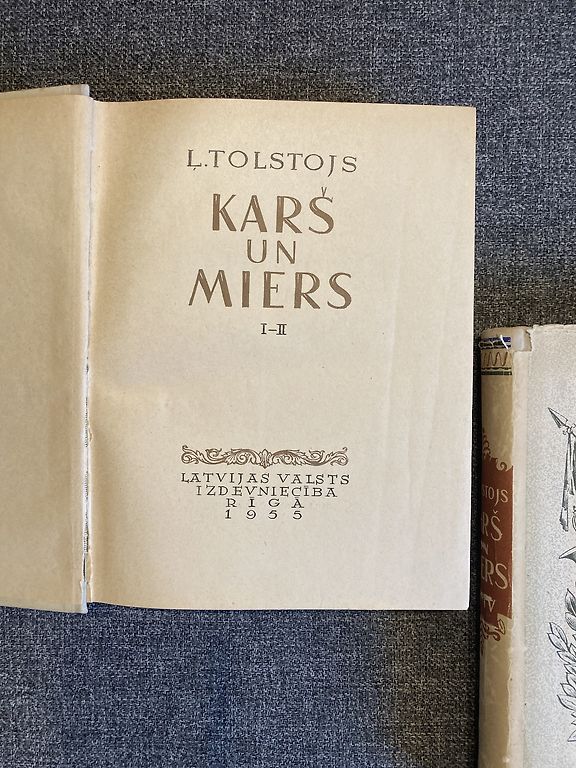 Ļ.TOLSTOJS
KARŠ
UN
MIERS
I–II
LATVIJAS VALSTS
IZDEVNIECĪBA
RĪGĀ
1955